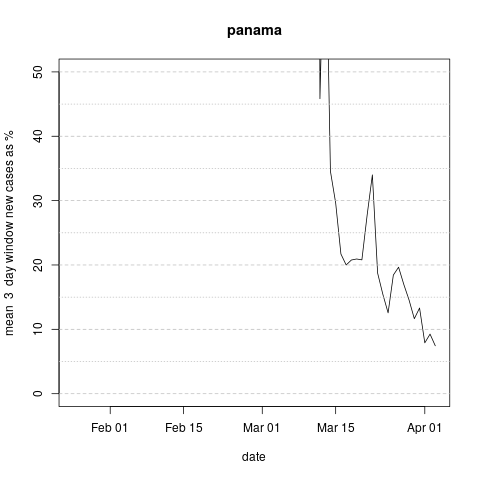 panama
mean  3  day window new cases as %
50
40
30
20
10
0
Feb 01
Feb 15
Mar 01
Mar 15
Apr 01
date